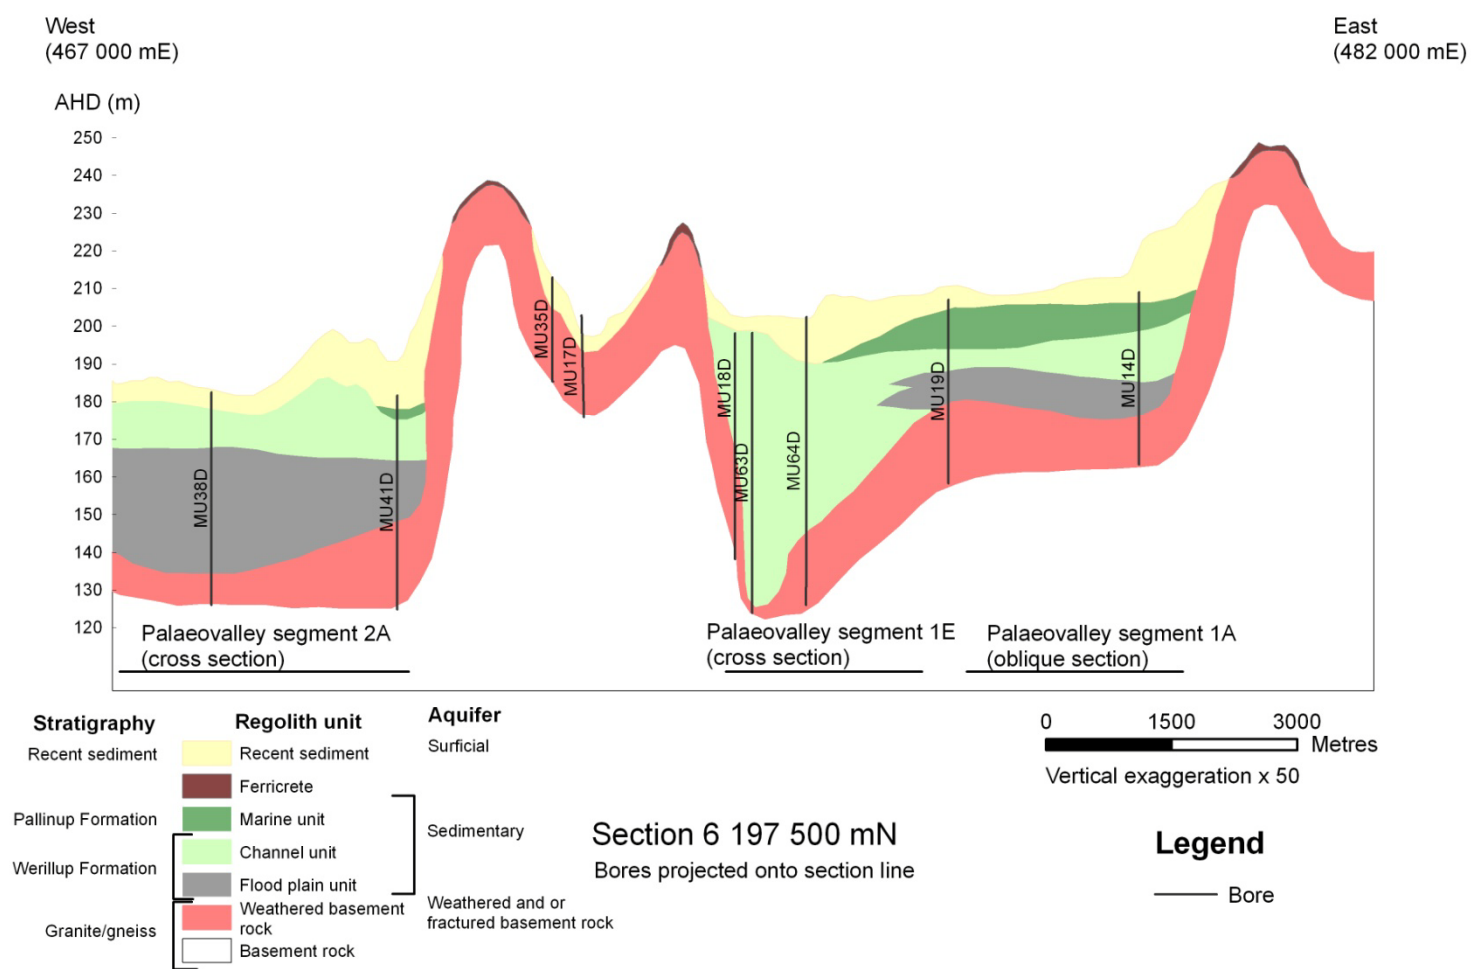 West
(467 000 mE)
East
(482 000 mE)
AHD (m)
250
240
230
220
210
200
190
180
170
160
150
140
130
120
MU38D
MU41D
MU35D
MU17D
MU18D
MU63D
MU64D
MU19D
MU14D
Palaeovalley segment 2A
(cross section)
Palaeovalley segment 1E
(cross section)
Palaeovalley segment 1A
(oblique section)
Stratigraphy
Regolith unit
Aquifer
Recent sediment
Recent sediment
Surficial
Ferricrete
Pallinup Formation
Marine unit
Sedimentary
Channel unit
Werillup Formation
Flood plain unit
Weathered basement
rock
Weathered and or
fractured basement rock
Granite/gneiss
Basement rock
Section 6 197 500 mN
Bores projected onto section line
0 1500 3000
Metres
Vertical exaggeration x 50
Legend
Bore